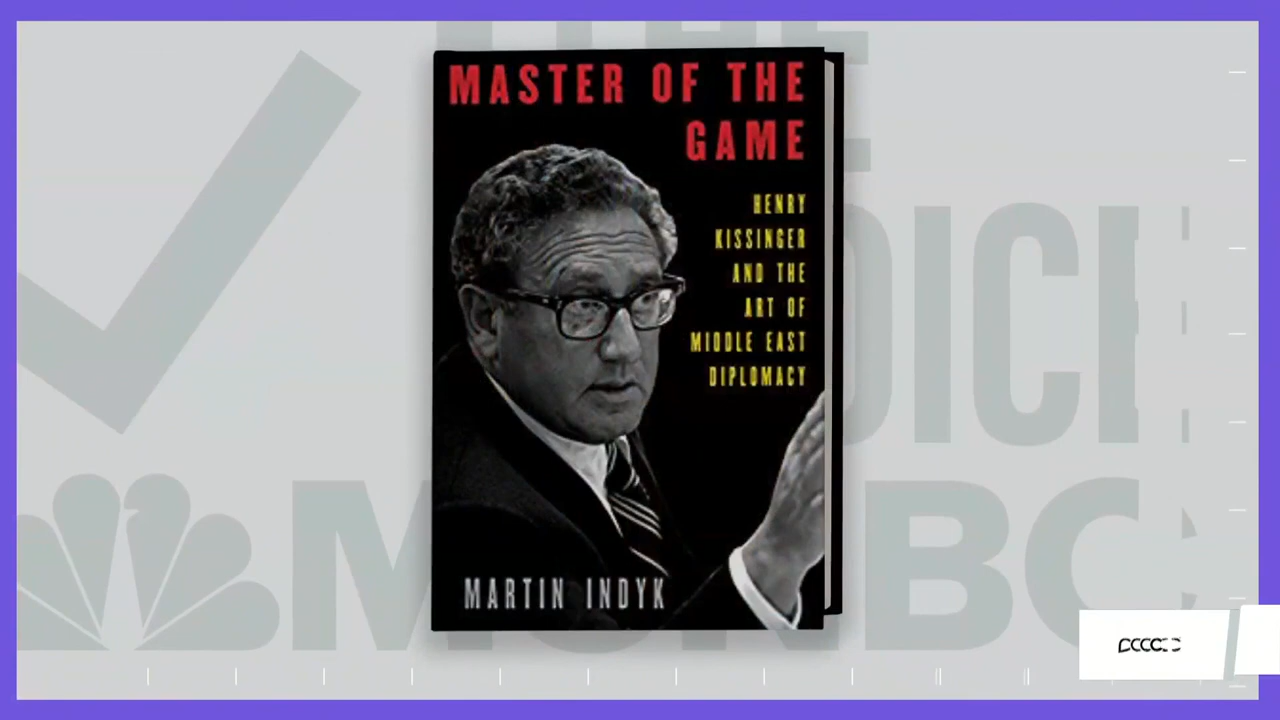 MASTER OF THE
GAME
HENRY
KISSINGER
AND THE
ART OF
MIDDLE EAST
DIPLOMACY
MARTIN INDYK